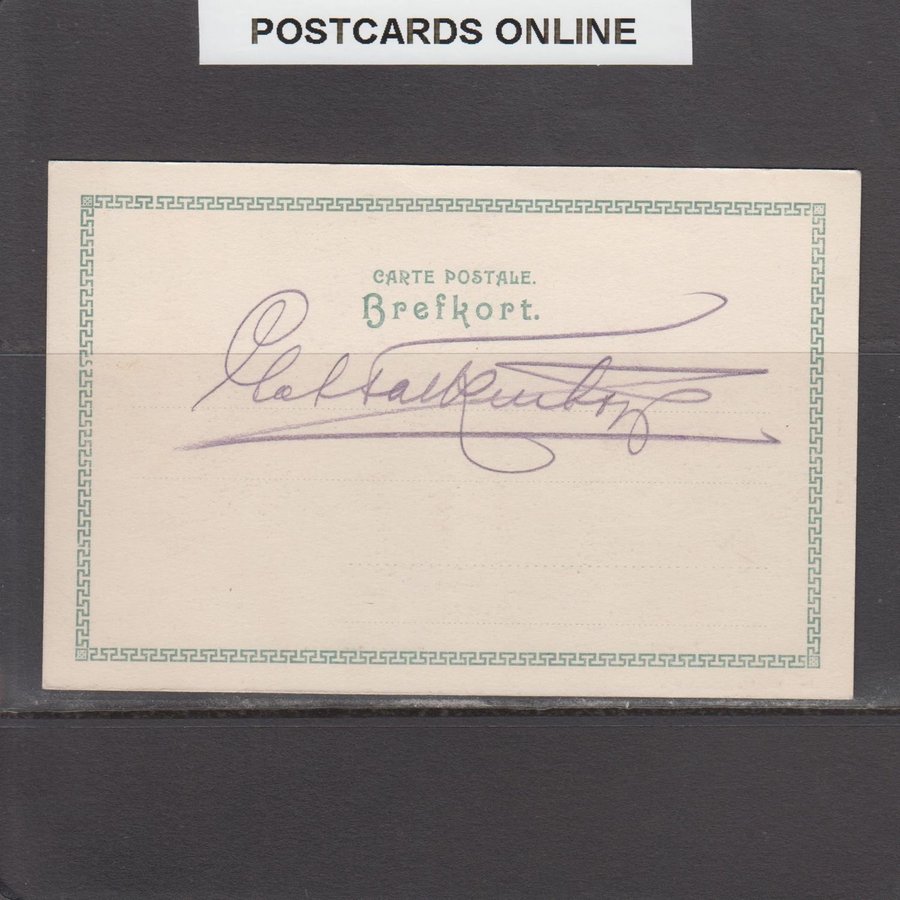 POSTCARDS ONLINE
CARTE POSTALE.
Brefkort.